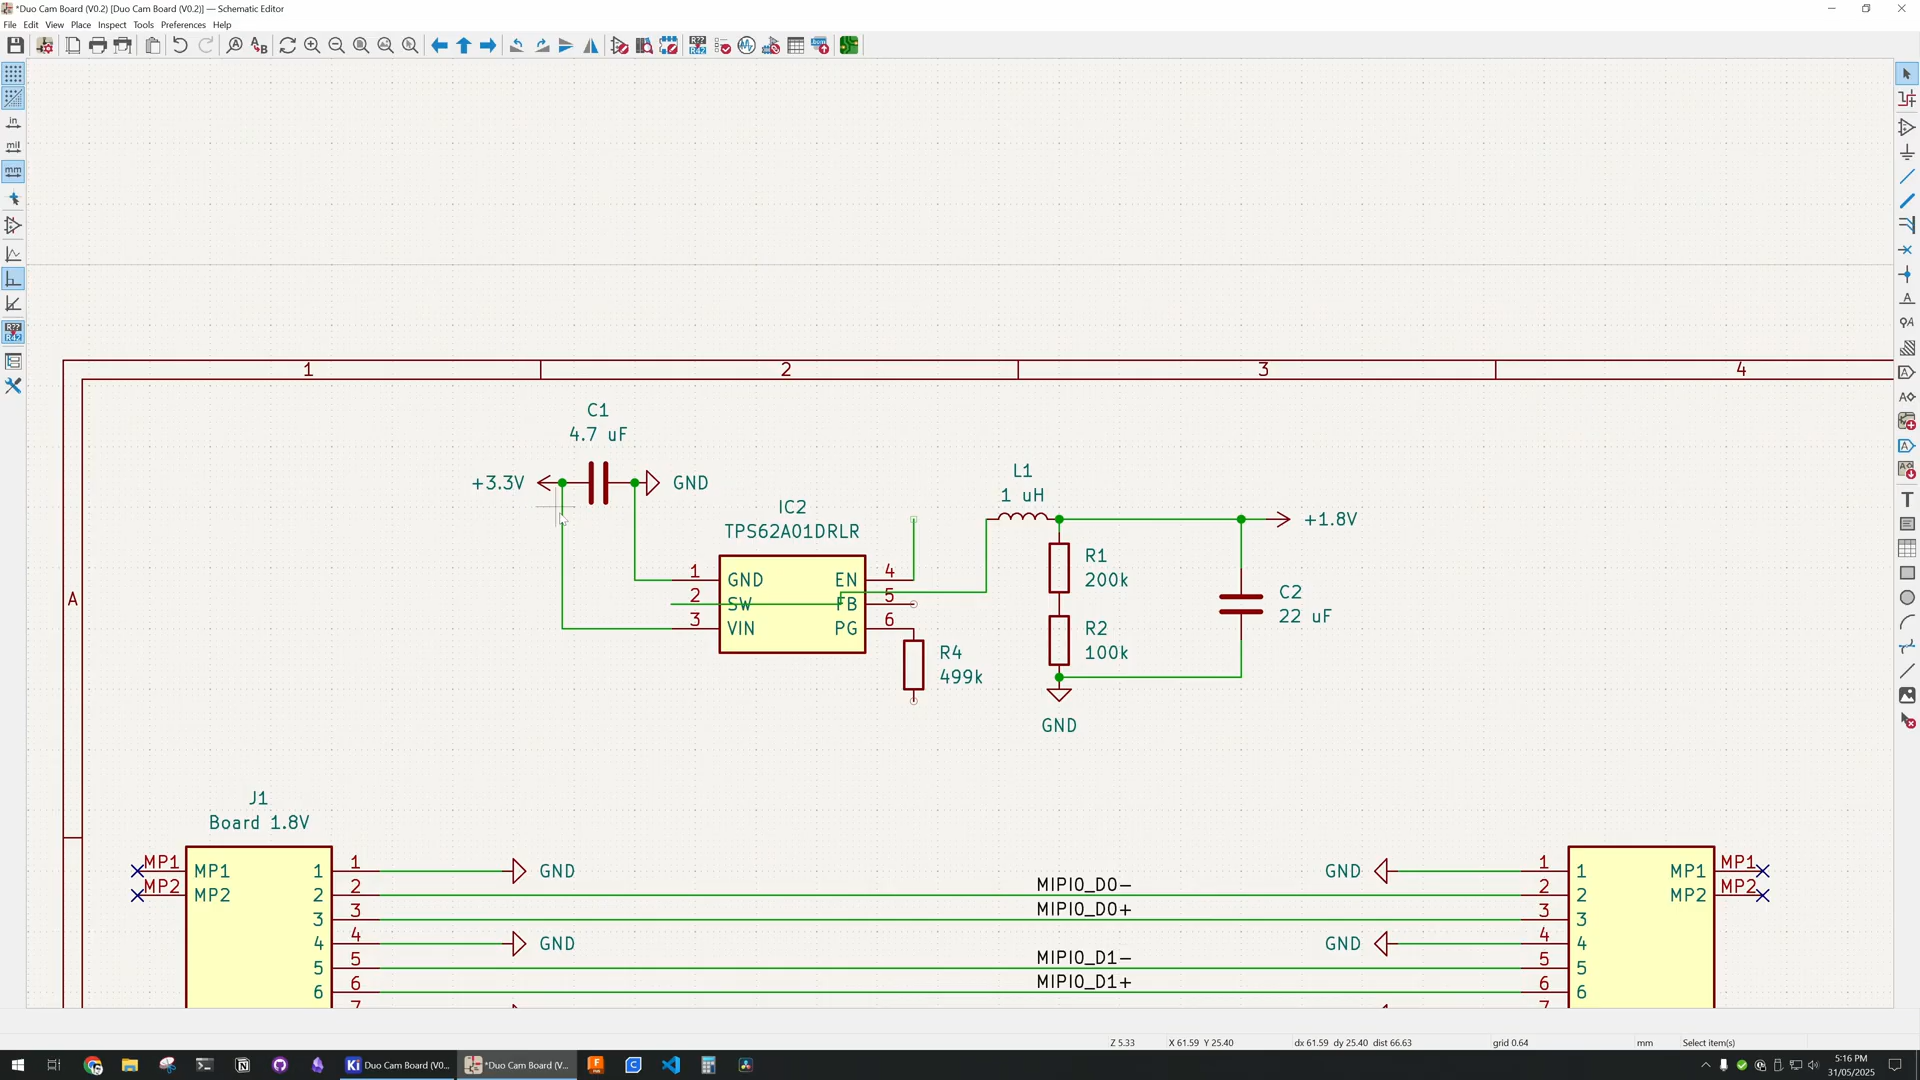 *Duo Cam Board (V0.2) [Duo Cam Board (V0.2)] — Schematic Editor
File Edit View Place Inspect Tools Preferences Help
in
mil
mm
1 2 3 4
A
C1
4.7 uF
+3.3V
GND
IC2
TPS62A01DRLR
1 GND EN 4
2 SW FB 5
3 VIN PG 6
R4
499k
L1
1 uH
+1.8V
R1
200k
R2
100k
C2
22 uF
GND
J1
Board 1.8V
MP1 MP1 1 1 GND
MP2 MP2 2 2
3 3
4 4 GND
5 5
6 6
7
MIPI0_D0-
MIPI0_D0+
MIPI0_D1-
MIPI0_D1+
GND 1 1 MP1 MP1
2 2 MP2 MP2
3 3
GND 4 4
5 5
6 6
7
Z 5.33 X 61.59 Y 25.40 dx 61.59 dy 25.40 dist 66.63 grid 0.64 mm Select item(s)
Ki Duo Cam Board (V0... *Duo Cam Board (V...
5:16 PM
31/05/2025